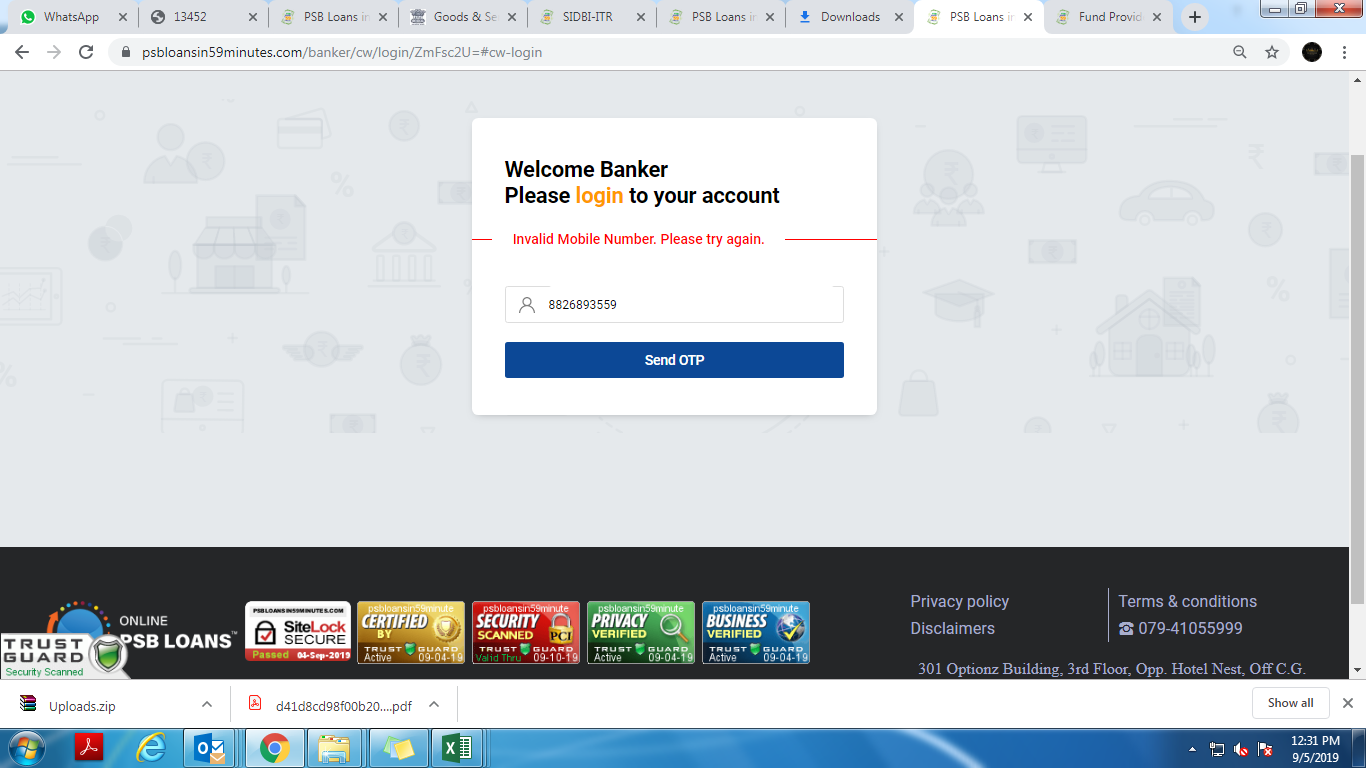 WhatsApp
13452
PSB Loans in
Goods & Se
SIDBI-ITR
PSB Loans in
Downloads
PSB Loans in
Fund Provid
psbloansin59minutes.com/banker/cw/login/ZmFsc2U=#cw-login
Welcome Banker
Please login to your account
Invalid Mobile Number. Please try again.
8826893559
Send OTP
ONLINE
PSB LOANS™
TRUST
GUARD
Security Scanned
PSBLOANSIN59MINUTES.COM
SiteLock
SECURE
Passed 04-Sep-2019
psbloansin59minute
CERTIFIED
BY
TRUST GUARD
Active 09-04-19
psbloansin59minute
SECURITY
SCANNED PCI
TRUST GUARD
Valid Thru 09-10-19
psbloansin59minute
PRIVACY
VERIFIED
TRUST GUARD
Active 09-04-19
psbloansin59minute
BUSINESS
VERIFIED
TRUST GUARD
Active 09-04-19
Privacy policy
Disclaimers
Terms & conditions
☎ 079-41055999
301 Optionz Building, 3rd Floor, Opp. Hotel Nest, Off C.G.
Uploads.zip
d41d8cd98f00b20....pdf
Show all
12:31 PM
9/5/2019